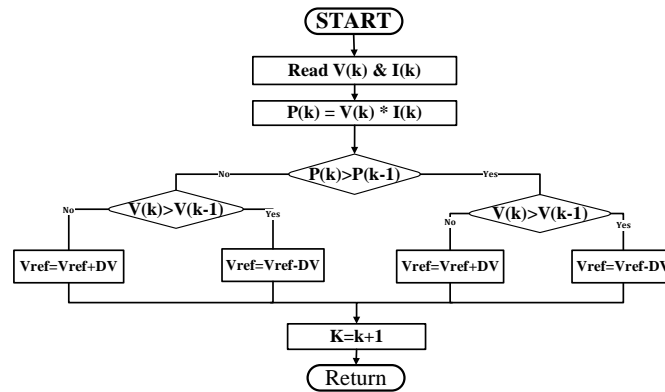 START
Read V(k) & I(k)
P(k) = V(k) * I(k)
P(k)>P(k-1)
No
Yes
V(k)>V(k-1)
No
Yes
V(k)>V(k-1)
No
Yes
Vref=Vref+DV
Vref=Vref-DV
Vref=Vref+DV
Vref=Vref-DV
K=k+1
Return